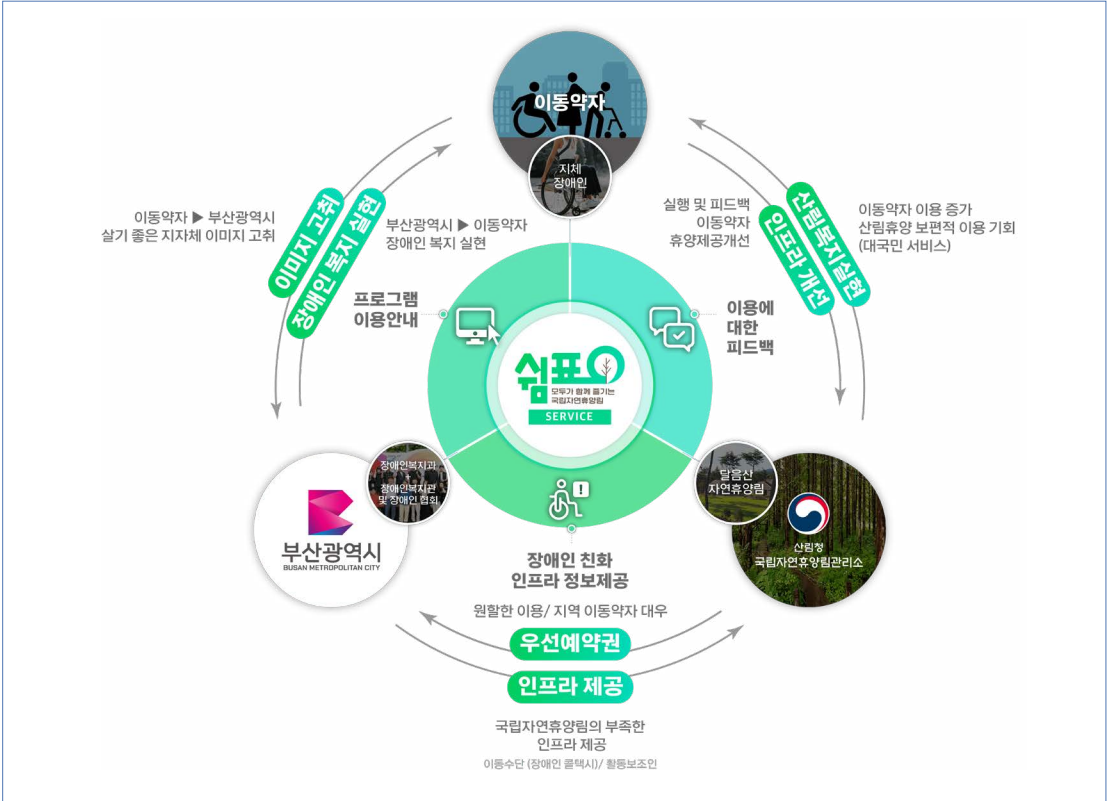 이동약자
지체
장애인
이동약자 ▶ 부산광역시
살기 좋은 지자체 이미지 고취
이미지 고취
장애인 복지 실현
부산광역시 ▶ 이동약자
장애인 복지 실현
실행 및 피드백
이동약자
휴양제공개선
인프라 개선
산림복지실현
이동약자 이용 증가
산림휴양 보편적 이용 기회
(대국민 서비스)
프로그램
이용안내
이용에
대한
피드백
쉼표
모두가 함께 즐기는
국립자연휴양림
SERVICE
장애인복지과
장애인복지관
및 장애인 협회
부산광역시
BUSAN METROPOLITAN CITY
달음산
자연휴양림
산림청
국립자연휴양림관리소
!
장애인 친화
인프라 정보제공
원할한 이용/ 지역 이동약자 대우
우선예약권
인프라 제공
국립자연휴양림의 부족한
인프라 제공
이동수단 (장애인 콜택시)/ 활동보조인